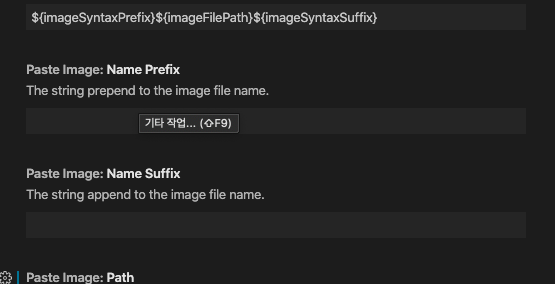 ${imageSyntaxPrefix}${imageFilePath}${imageSyntaxSuffix}
Paste Image: Name Prefix
The string prepend to the image file name.
기타 작업... (⇧F9)
Paste Image: Name Suffix
The string append to the image file name.
Paste Image: Path